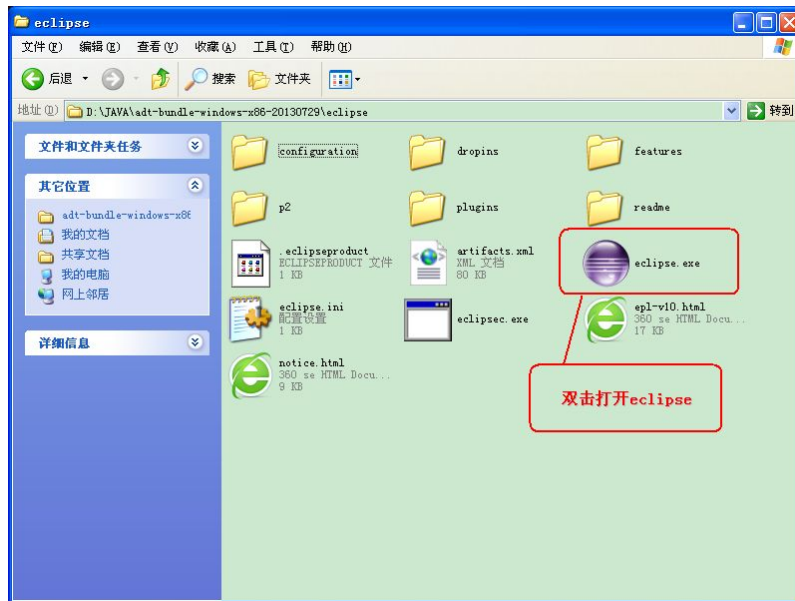 eclipse
文件(F) 编辑(E) 查看(V) 收藏(A) 工具(T) 帮助(H)
后退 搜索 文件夹
地址(D) D:\JAVA\adt-bundle-windows-x86-20130729\eclipse 转到
文件和文件夹任务
其它位置
adt-bundle-windows-x86
我的文档
共享文档
我的电脑
网上邻居
详细信息
configuration
dropins
features
p2
plugins
readme
.eclipseproduct
ECLIPSEPRODUCT 文件
1 KB
artifacts.xml
XML 文档
80 KB
eclipse.exe
eclipse.ini
配置设置
1 KB
eclipsec.exe
epl-v10.html
360 se HTML Docu...
17 KB
notice.html
360 se HTML Docu...
9 KB
双击打开eclipse